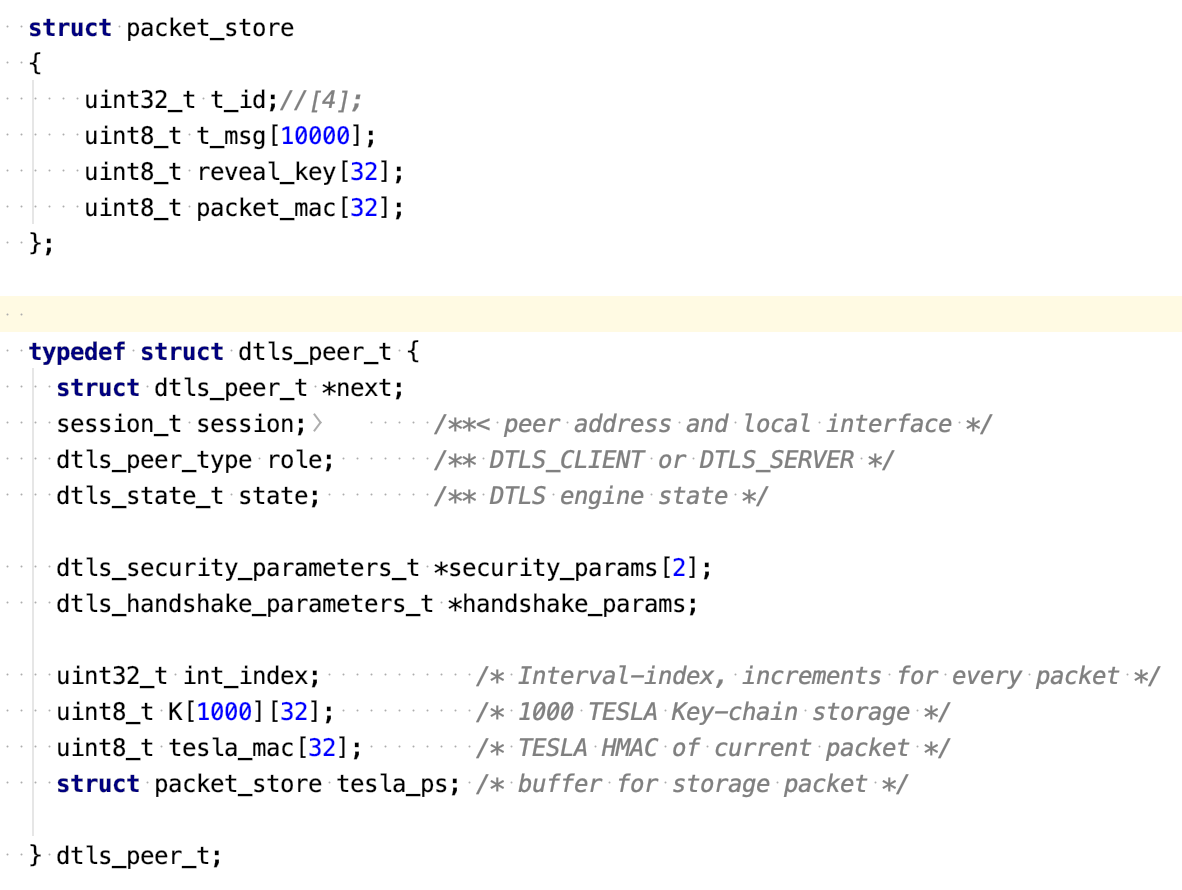 struct packet_store
{
uint32_t t_id;//[4];
uint8_t t_msg[10000];
uint8_t reveal_key[32];
uint8_t packet_mac[32];
};
typedef struct dtls_peer_t {
struct dtls_peer_t *next;
session_t session; /**< peer address and local interface */
dtls_peer_type role; /** DTLS_CLIENT or DTLS_SERVER */
dtls_state_t state; /** DTLS engine state */
dtls_security_parameters_t *security_params[2];
dtls_handshake_parameters_t *handshake_params;
uint32_t int_index; /* Interval-index, increments for every packet */
uint8_t K[1000][32]; /* 1000 TESLA Key-chain storage */
uint8_t tesla_mac[32]; /* TESLA HMAC of current packet */
struct packet_store tesla_ps; /* buffer for storage packet */
} dtls_peer_t;